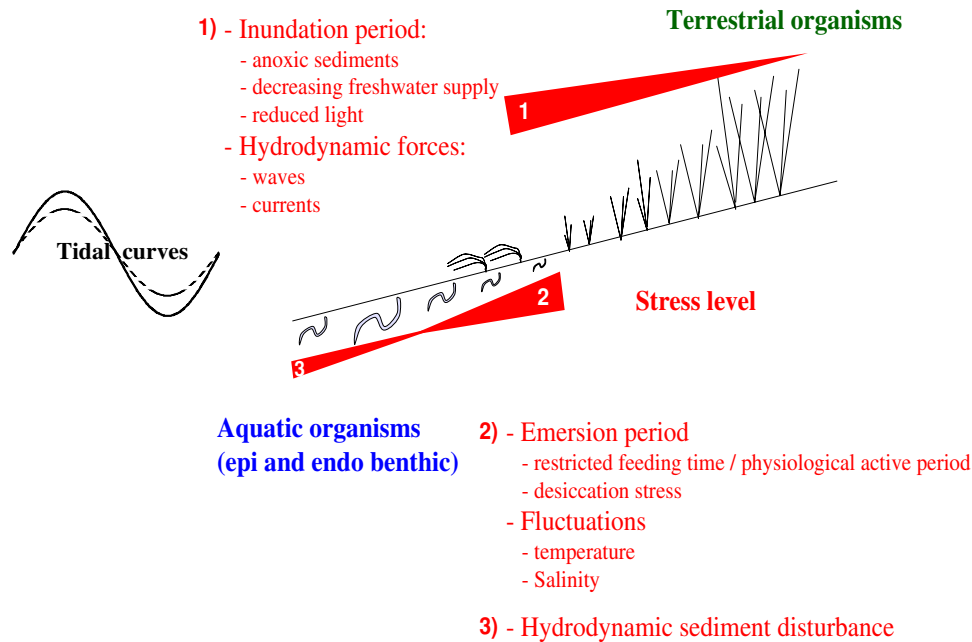 1) - Inundation period:
- anoxic sediments
- decreasing freshwater supply
- reduced light
- Hydrodynamic forces:
- waves
- currents
Terrestrial organisms
1
Tidal curves
2
Stress level
3
Aquatic organisms
(epi and endo benthic)
2) - Emersion period
- restricted feeding time / physiological active period
- desiccation stress
- Fluctuations
- temperature
- Salinity
3) - Hydrodynamic sediment disturbance